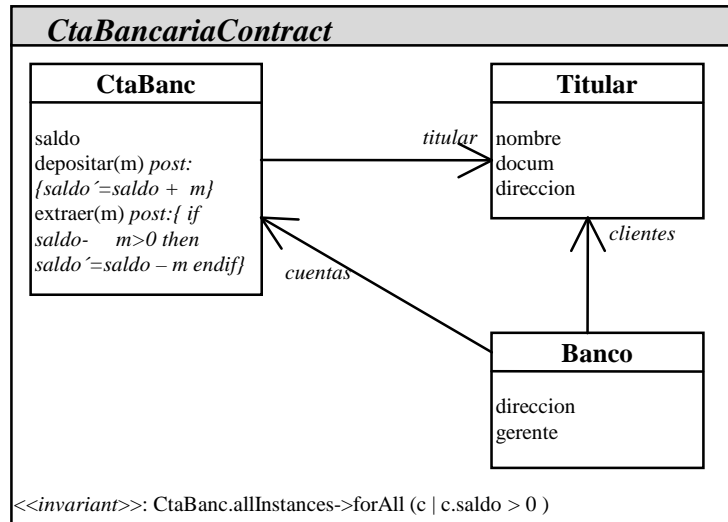 CtaBancariaContract
CtaBanc
saldo
depositar(m) post:
{saldo´=saldo + m}
extraer(m) post:{ if
saldo- m>0 then
saldo´=saldo – m endif}
titular
Titular
nombre
docum
direccion
clientes
cuentas
Banco
direccion
gerente
<<invariant>>: CtaBanc.allInstances->forAll (c | c.saldo > 0 )